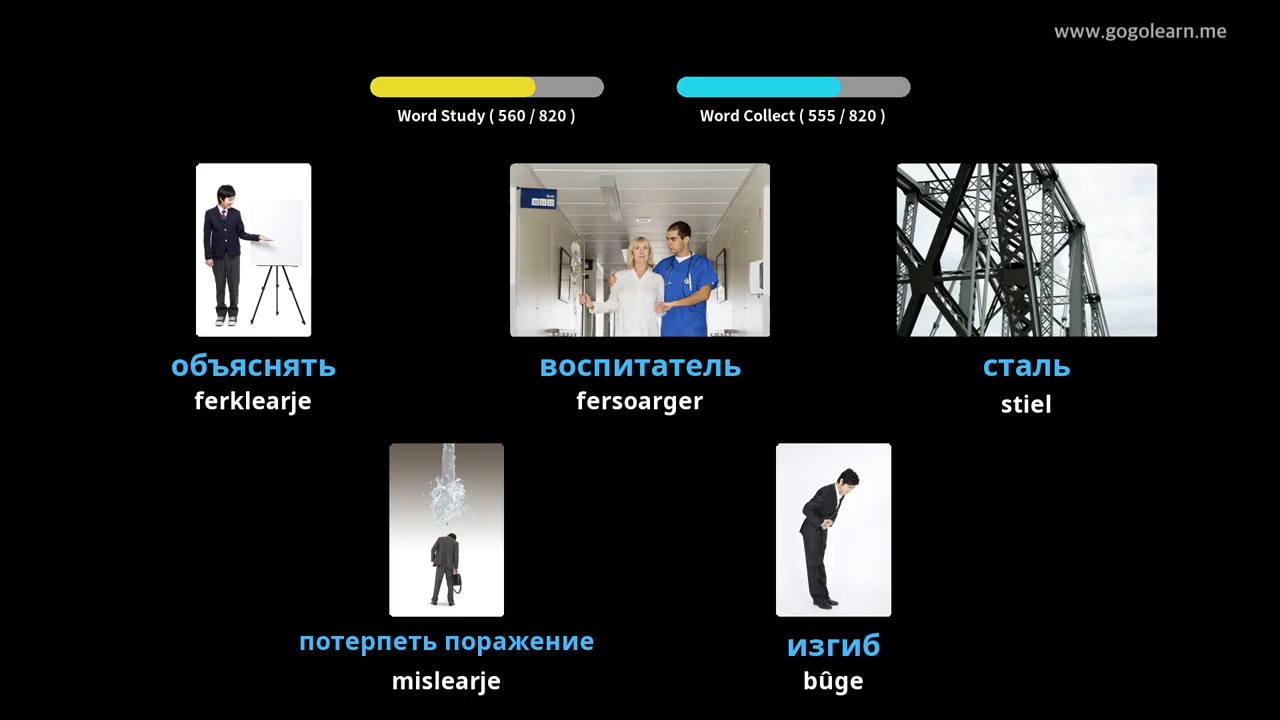 www.gogolearn.me
Word Study ( 560 / 820 )
Word Collect ( 555 / 820 )
объяснять
ferklearje
воспитатель
fersoarger
сталь
stiel
потерпеть поражение
mislearje
изгиб
bûge